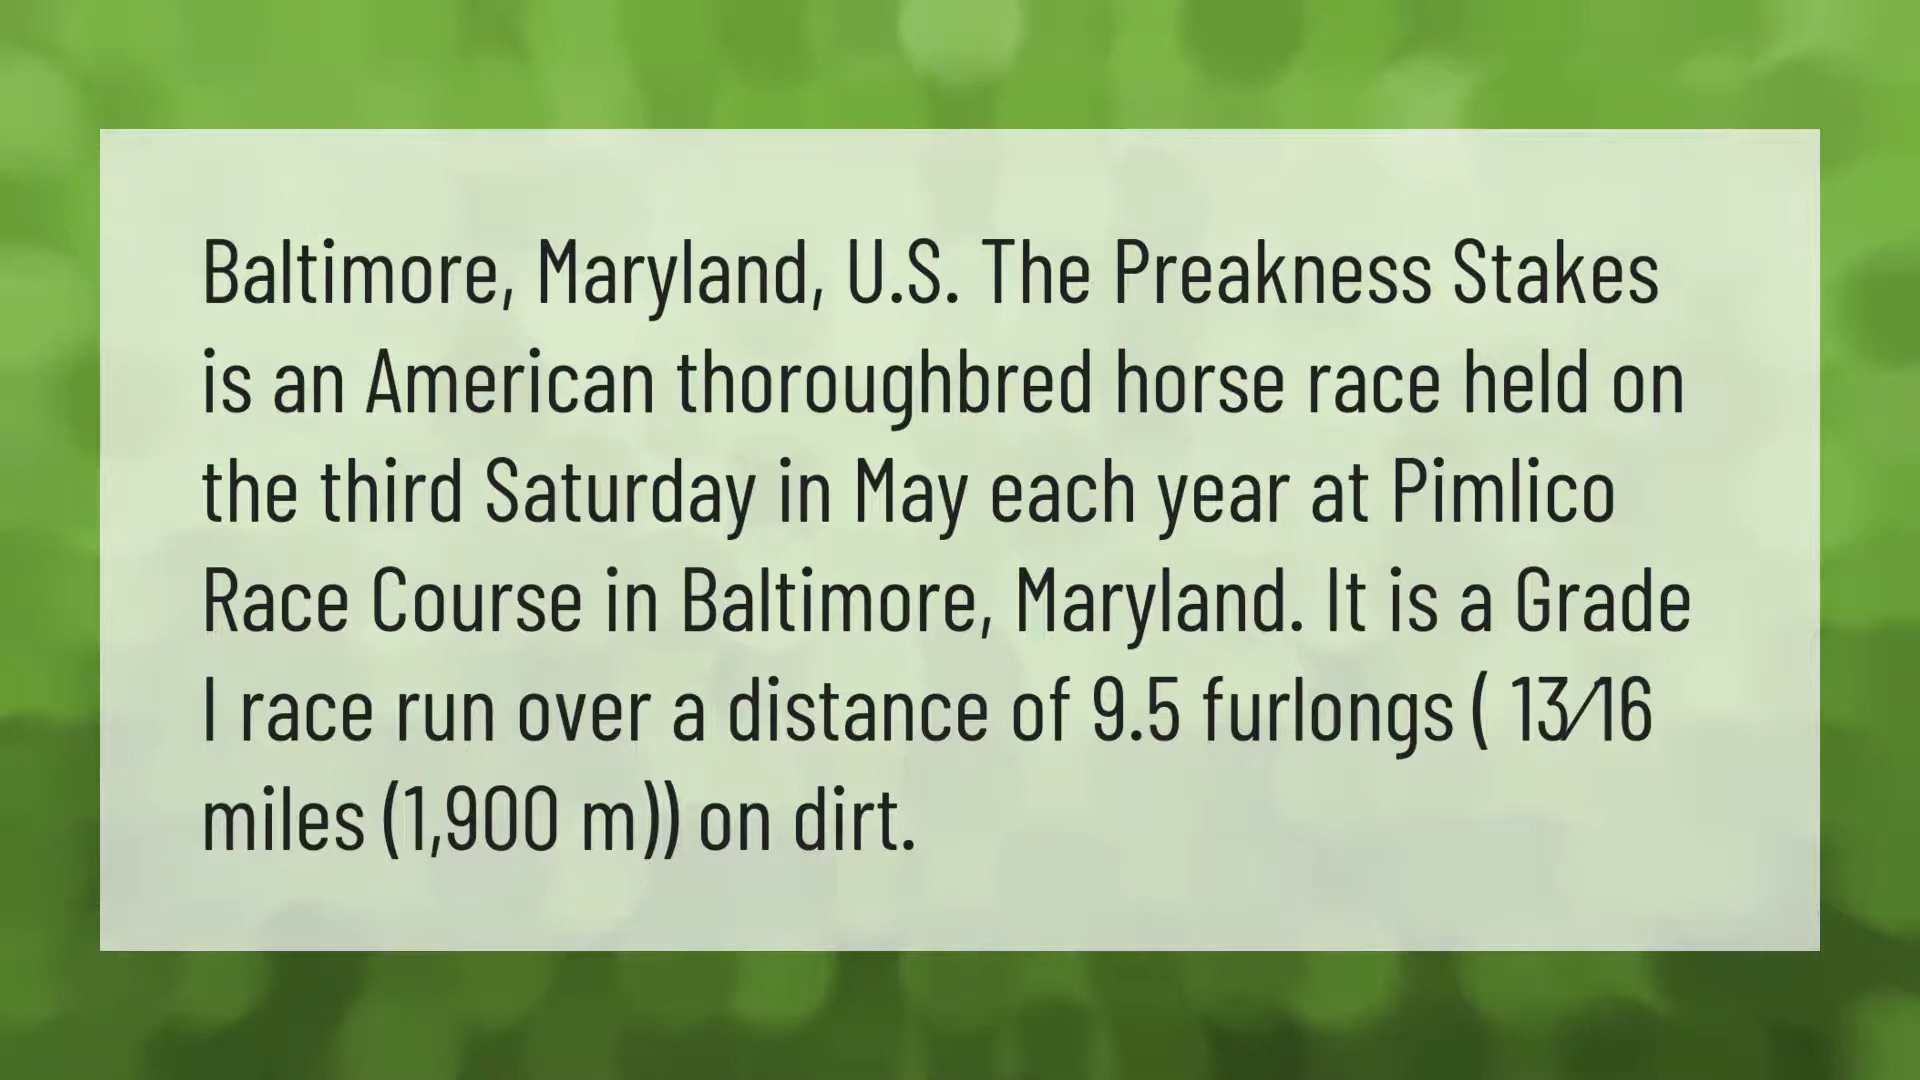 Baltimore, Maryland, U.S. The Preakness Stakes
is an American thoroughbred horse race held on
the third Saturday in May each year at Pimlico
Race Course in Baltimore, Maryland. It is a Grade
I race run over a distance of 9.5 furlongs ( 13⁄16
miles (1,900 m)) on dirt.